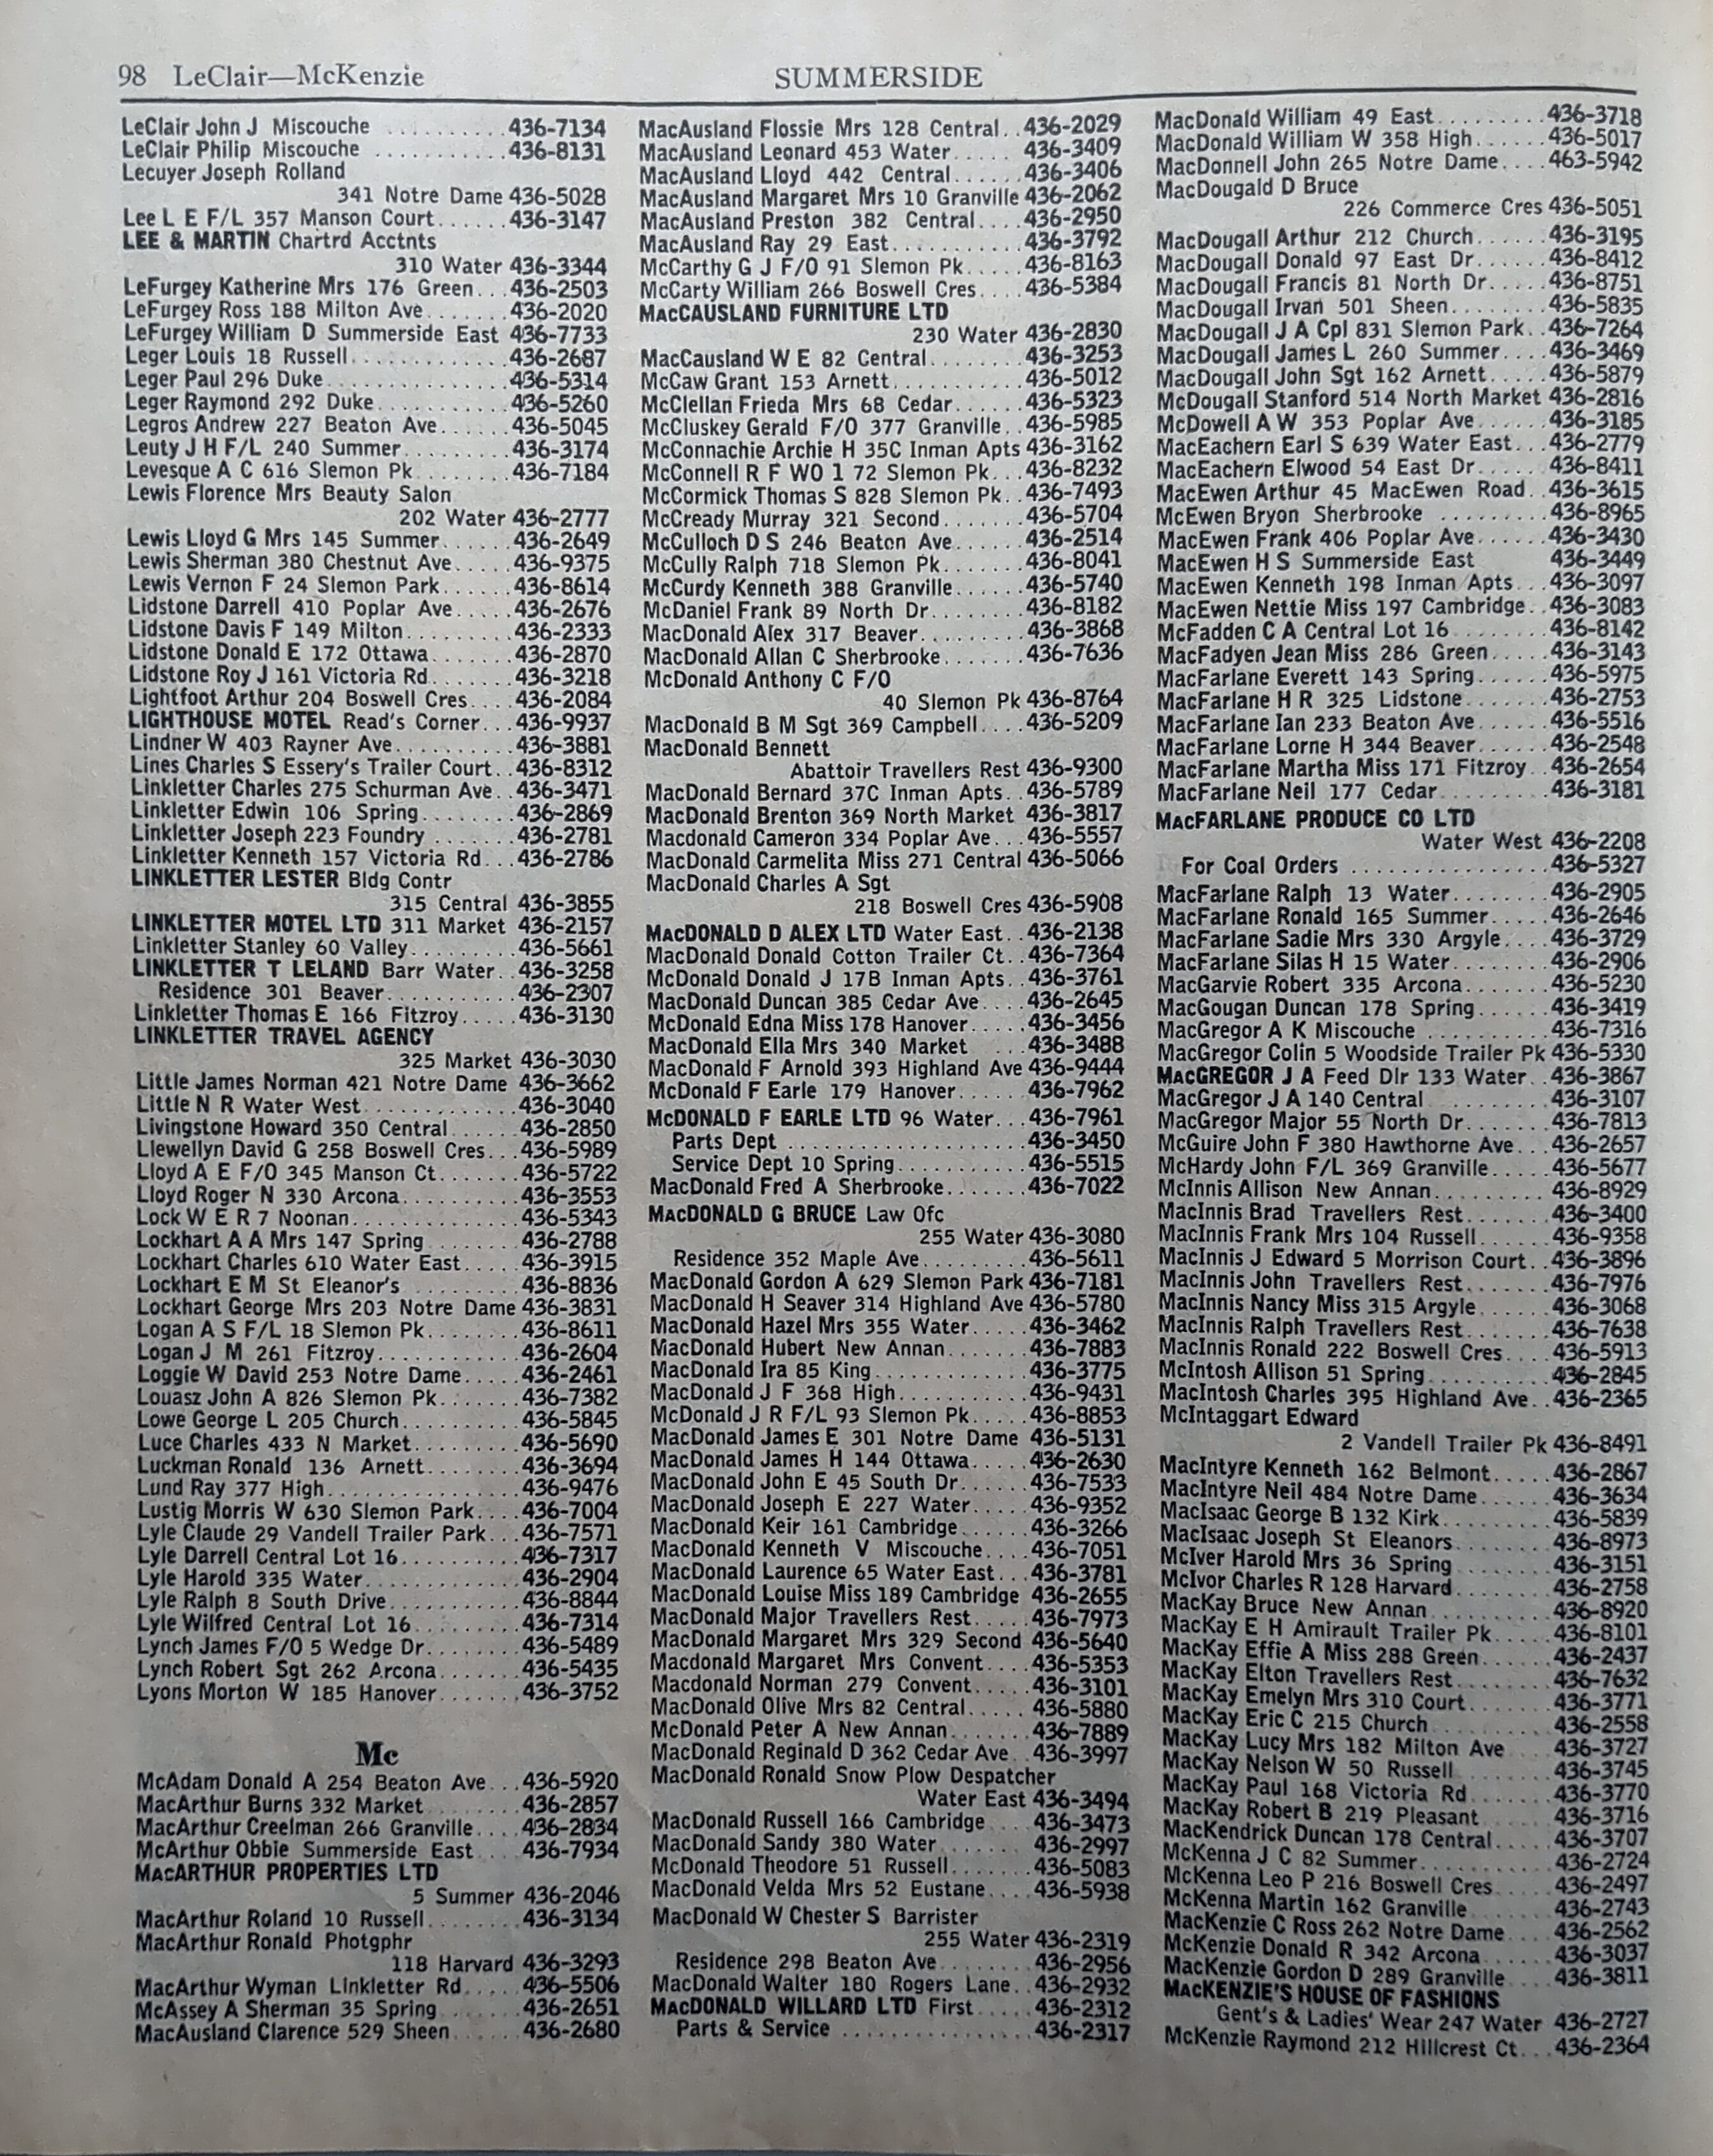 98 LeClair—McKenzie
SUMMERSIDE
LeClair John J Miscouche .......... 436-7134
LeClair Philip Miscouche ........... 436-8131
Lecuyer Joseph Rolland
341 Notre Dame 436-5028
Lee L E F/L 357 Manson Court...... 436-3147
LEE & MARTIN Chartrd Acctnts
310 Water 436-3344
LeFurgey Katherine Mrs 176 Green... 436-2503
LeFurgey Ross 188 Milton Ave....... 436-2020
LeFurgey William D Summerside East 436-7733
Leger Louis 18 Russell............. 436-2687
Leger Paul 296 Duke............... 436-5314
Leger Raymond 292 Duke........... 436-5260
Legros Andrew 227 Beaton Ave...... 436-5045
Leuty J H F/L 240 Summer......... 436-3174
Levesque A C 616 Slemon Pk........ 436-7184
Lewis Florence Mrs Beauty Salon
202 Water 436-2777
Lewis Lloyd G Mrs 145 Summer...... 436-2649
Lewis Sherman 380 Chestnut Ave..... 436-9375
Lewis Vernon F 24 Slemon Park...... 436-8614
Lidstone Darrell 410 Poplar Ave..... 436-2676
Lidstone Davis F 149 Milton......... 436-2333
Lidstone Donald E 172 Ottawa....... 436-2870
Lidstone Roy J 161 Victoria Rd....... 436-3218
Lightfoot Arthur 204 Boswell Cres.... 436-2084
LIGHTHOUSE MOTEL Read's Corner... 436-9937
Lindner W 403 Rayner Ave.......... 436-3881
Lines Charles S Essery's Trailer Court.. 436-8312
Linkletter Charles 275 Schurman Ave.. 436-3471
Linkletter Edwin 106 Spring........ 436-2869
Linkletter Joseph 223 Foundry ....... 436-2781
Linkletter Kenneth 157 Victoria Rd... 436-2786
LINKLETTER LESTER Bldg Contr
315 Central 436-3855
LINKLETTER MOTEL LTD 311 Market 436-2157
Linkletter Stanley 60 Valley......... 436-5661
LINKLETTER T LELAND Barr Water.. 436-3258
Residence 301 Beaver........... 436-2307
Linkletter Thomas E 166 Fitzroy..... 436-3130
LINKLETTER TRAVEL AGENCY
325 Market 436-3030
Little James Norman 421 Notre Dame 436-3662
Little N R Water West............. 436-3040
Livingstone Howard 350 Central...... 436-2850
Llewellyn David G 258 Boswell Cres... 436-5989
Lloyd A E F/O 345 Manson Ct....... 436-5722
Lloyd Roger N 330 Arcona.......... 436-3553
Lock W E R 7 Noonan.............. 436-5343
Lockhart A A Mrs 147 Spring ....... 436-2788
Lockhart Charles 610 Water East..... 436-3915
Lockhart E M St Eleanor's ......... 436-8836
Lockhart George Mrs 203 Notre Dame 436-3831
Logan A S F/L 18 Slemon Pk........ 436-8611
Logan J M 261 Fitzroy............ 436-2604
Loggie W David 253 Notre Dame..... 436-2461
Louasz John A 826 Slemon Pk....... 436-7382
Lowe George L 205 Church.......... 436-5845
Luce Charles 433 N Market......... 436-5690
Luckman Ronald 136 Arnett........ 436-3694
Lund Ray 377 High............... 436-9476
Lustig Morris W 630 Slemon Park.... 436-7004
Lyle Claude 29 Vandell Trailer Park... 436-7571
Lyle Darrell Central Lot 16.......... 436-7317
Lyle Harold 335 Water............. 436-2904
Lyle Ralph 8 South Drive........... 436-8844
Lyle Wilfred Central Lot 16......... 436-7314
Lynch James F/O 5 Wedge Dr........ 436-5489
Lynch Robert Sgt 262 Arcona....... 436-5435
Lyons Morton W 185 Hanover....... 436-3752
Mc
McAdam Donald A 254 Beaton Ave... 436-5920
MacArthur Burns 332 Market ....... 436-2857
MacArthur Creelman 266 Granville.... 436-2834
McArthur Obbie Summerside East ... 436-7934
MacARTHUR PROPERTIES LTD
5 Summer 436-2046
MacArthur Roland 10 Russell........ 436-3134
MacArthur Ronald Photgphr
118 Harvard 436-3293
MacArthur Wyman Linkletter Rd..... 436-5506
McAssey A Sherman 35 Spring ...... 436-2651
MacAusland Clarence 529 Sheen ..... 436-2680
MacAusland Flossie Mrs 128 Central.. 436-2029
MacAusland Leonard 453 Water..... 436-3409
MacAusland Lloyd 442 Central...... 436-3406
MacAusland Margaret Mrs 10 Granville 436-2062
MacAusland Preston 382 Central.... 436-2950
MacAusland Ray 29 East........... 436-3792
McCarthy G J F/O 91 Slemon Pk..... 436-8163
McCarty William 266 Boswell Cres.... 436-5384
MacCAUSLAND FURNITURE LTD
230 Water 436-2830
MacCausland W E 82 Central........ 436-3253
McCaw Grant 153 Arnett........... 436-5012
McClellan Frieda Mrs 68 Cedar...... 436-5323
McCluskey Gerald F/O 377 Granville.. 436-5985
McConnachie Archie H 35C Inman Apts 436-3162
McConnell R F WO 1 72 Slemon Pk... 436-8232
McCormick Thomas S 828 Slemon Pk.. 436-7493
McCready Murray 321 Second....... 436-5704
McCulloch D S 246 Beaton Ave...... 436-2514
McCully Ralph 718 Slemon Pk....... 436-8041
McCurdy Kenneth 388 Granville...... 436-5740
McDaniel Frank 89 North Dr........ 436-8182
MacDonald Alex 317 Beaver......... 436-3868
MacDonald Allan C Sherbrooke....... 436-7636
McDonald Anthony C F/O
40 Slemon Pk 436-8764
MacDonald B M Sgt 369 Campbell.... 436-5209
MacDonald Bennett
Abattoir Travellers Rest 436-9300
MacDonald Bernard 37C Inman Apts.. 436-5789
MacDonald Brenton 369 North Market 436-3817
Macdonald Cameron 334 Poplar Ave... 436-5557
MacDonald Carmelita Miss 271 Central 436-5066
MacDonald Charles A Sgt
218 Boswell Cres 436-5908
MacDONALD D ALEX LTD Water East.. 436-2138
MacDonald Donald Cotton Trailer Ct.. 436-7364
McDonald Donald J 17B Inman Apts.. 436-3761
MacDonald Duncan 385 Cedar Ave.... 436-2645
McDonald Edna Miss 178 Hanover..... 436-3456
MacDonald Ella Mrs 340 Market ... 436-3488
MacDonald F Arnold 393 Highland Ave 436-9444
McDonald F Earle 179 Hanover...... 436-7962
McDONALD F EARLE LTD 96 Water... 436-7961
Parts Dept ..................... 436-3450
Service Dept 10 Spring........... 436-5515
MacDonald Fred A Sherbrooke....... 436-7022
MacDONALD G BRUCE Law Ofc
255 Water 436-3080
Residence 352 Maple Ave......... 436-5611
MacDonald Gordon A 629 Slemon Park 436-7181
MacDonald H Seaver 314 Highland Ave 436-5780
MacDonald Hazel Mrs 355 Water..... 436-3462
MacDonald Hubert New Annan....... 436-7883
MacDonald Ira 85 King............ 436-3775
MacDonald J F 368 High........... 436-9431
McDonald J R F/L 93 Slemon Pk..... 436-8853
MacDonald James E 301 Notre Dame 436-5131
MacDonald James H 144 Ottawa..... 436-2630
MacDonald John E 45 South Dr...... 436-7533
MacDonald Joseph E 227 Water..... 436-9352
MacDonald Keir 161 Cambridge...... 436-3266
MacDonald Kenneth V Miscouche.... 436-7051
MacDonald Laurence 65 Water East... 436-3781
MacDonald Louise Miss 189 Cambridge 436-2655
MacDonald Major Travellers Rest..... 436-7973
MacDonald Margaret Mrs 329 Second 436-5640
Macdonald Margaret Mrs Convent.... 436-5353
Macdonald Norman 279 Convent..... 436-3101
MacDonald Olive Mrs 82 Central..... 436-5880
McDonald Peter A New Annan....... 436-7889
MacDonald Reginald D 362 Cedar Ave.. 436-3997
MacDonald Ronald Snow Plow Despatcher
Water East 436-3494
MacDonald Russell 166 Cambridge ... 436-3473
MacDonald Sandy 380 Water........ 436-2997
McDonald Theodore 51 Russell....... 436-5083
MacDonald Velda Mrs 52 Eustane.... 436-5938
MacDonald W Chester S Barrister
255 Water 436-2319
Residence 298 Beaton Ave........ 436-2956
MacDonald Walter 180 Rogers Lane.. 436-2932
MacDONALD WILLARD LTD First..... 436-2312
Parts & Service ................ 436-2317
MacDonald William 49 East......... 436-3718
MacDonald William W 358 High...... 436-5017
MacDonnell John 265 Notre Dame.... 463-5942
MacDougald D Bruce
226 Commerce Cres 436-5051
MacDougall Arthur 212 Church...... 436-3195
MacDougall Donald 97 East Dr...... 436-8412
MacDougall Francis 81 North Dr..... 436-8751
MacDougall Irvan 501 Sheen........ 436-5835
MacDougall J A Cpl 831 Slemon Park.. 436-7264
MacDougall James L 260 Summer.... 436-3469
MacDougall John Sgt 162 Arnett..... 436-5879
McDougall Stanford 514 North Market 436-2816
McDowell A W 353 Poplar Ave...... 436-3185
MacEachern Earl S 639 Water East... 436-2779
MacEachern Elwood 54 East Dr...... 436-8411
MacEwen Arthur 45 MacEwen Road.. 436-3615
McEwen Bryon Sherbrooke ......... 436-8965
MacEwen Frank 406 Poplar Ave...... 436-3430
MacEwen H S Summerside East 436-3449
MacEwen Kenneth 198 Inman Apts... 436-3097
MacEwen Nettie Miss 197 Cambridge.. 436-3083
McFadden C A Central Lot 16........ 436-8142
MacFadyen Jean Miss 286 Green..... 436-3143
MacFarlane Everett 143 Spring...... 436-5975
MacFarlane H R 325 Lidstone....... 436-2753
MacFarlane Ian 233 Beaton Ave...... 436-5516
MacFarlane Lorne H 344 Beaver...... 436-2548
MacFarlane Martha Miss 171 Fitzroy.. 436-2654
MacFarlane Neil 177 Cedar......... 436-3181
MacFARLANE PRODUCE CO LTD
Water West 436-2208
For Coal Orders ................. 436-5327
MacFarlane Ralph 13 Water........ 436-2905
MacFarlane Ronald 165 Summer..... 436-2646
MacFarlane Sadie Mrs 330 Argyle.... 436-3729
MacFarlane Silas H 15 Water........ 436-2906
MacGarvie Robert 335 Arcona....... 436-5230
MacGougan Duncan 178 Spring...... 436-3419
MacGregor A K Miscouche .......... 436-7316
MacGregor Colin 5 Woodside Trailer Pk 436-5330
MacGREGOR J A Feed Dlr 133 Water.. 436-3867
MacGregor J A 140 Central ......... 436-3107
MacGregor Major 55 North Dr....... 436-7813
McGuire John F 380 Hawthorne Ave... 436-2657
McHardy John F/L 369 Granville..... 436-5677
McInnis Allison New Annan......... 436-8929
MacInnis Brad Travellers Rest....... 436-3400
MacInnis Frank Mrs 104 Russell...... 436-9358
MacInnis J Edward 5 Morrison Court.. 436-3896
MacInnis John Travellers Rest....... 436-7976
MacInnis Nancy Miss 315 Argyle..... 436-3068
MacInnis Ralph Travellers Rest....... 436-7638
MacInnis Ronald 222 Boswell Cres.... 436-5913
McIntosh Allison 51 Spring.......... 436-2845
MacIntosh Charles 395 Highland Ave.. 436-2365
McIntaggart Edward
2 Vandell Trailer Pk 436-8491
MacIntyre Kenneth 162 Belmont..... 436-2867
MacIntyre Neil 484 Notre Dame...... 436-3634
MacIsaac George B 132 Kirk......... 436-5839
MacIsaac Joseph St Eleanors........ 436-8973
McIver Harold Mrs 36 Spring ....... 436-3151
McIvor Charles R 128 Harvard....... 436-2758
MacKay Bruce New Annan.......... 436-8920
MacKay E H Amirault Trailer Pk..... 436-8101
MacKay Effie A Miss 288 Green...... 436-2437
MacKay Elton Travellers Rest........ 436-7632
MacKay Emelyn Mrs 310 Court....... 436-3771
MacKay Eric C 215 Church.......... 436-2558
MacKay Lucy Mrs 182 Milton Ave .... 436-3727
MacKay Nelson W 50 Russell........ 436-3745
MacKay Paul 168 Victoria Rd ....... 436-3770
MacKay Robert B 219 Pleasant ...... 436-3716
MacKendrick Duncan 178 Central.... 436-3707
McKenna J C 82 Summer........... 436-2724
McKenna Leo P 216 Boswell Cres..... 436-2497
McKenna Martin 162 Granville....... 436-2743
MacKenzie C Ross 262 Notre Dame... 436-2562
McKenzie Donald R 342 Arcona...... 436-3037
MacKenzie Gordon D 289 Granville.... 436-3811
MacKENZIE'S HOUSE OF FASHIONS
Gent's & Ladies' Wear 247 Water 436-2727
McKenzie Raymond 212 Hillcrest Ct... 436-2364